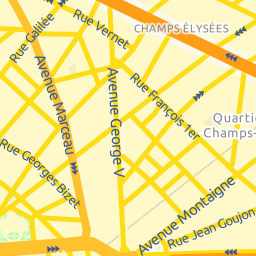 Rue Galilée
Rue Vernet
CHAMPS ÉLYSÉES
Avenue Marceau
Avenue George V
Rue François 1er
Quartie
Champs-
Rue Georges Bizet
Avenue Montaigne
Rue Jean Goujon